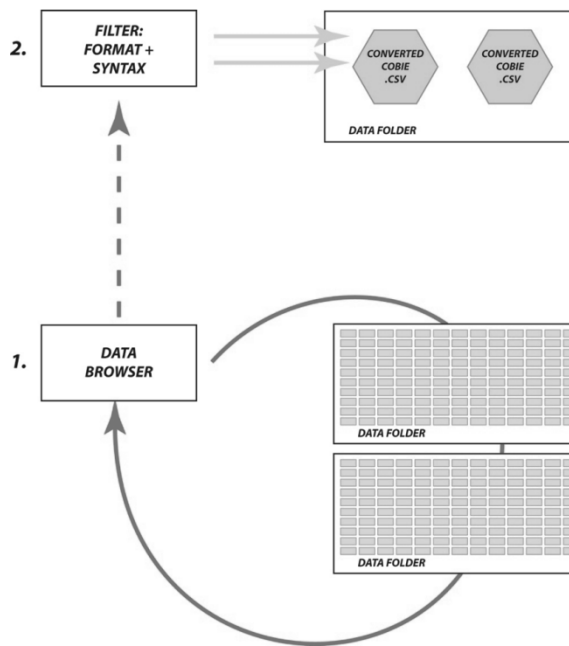 2.
FILTER:
FORMAT +
SYNTAX
CONVERTED
COBIE
.CSV
CONVERTED
COBIE
.CSV
DATA FOLDER
1.
DATA
BROWSER
DATA FOLDER
DATA FOLDER